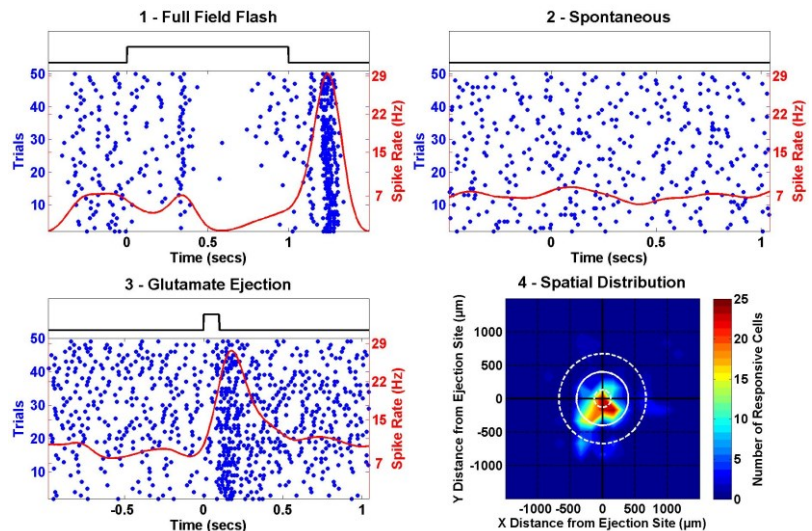 1 - Full Field Flash
50
40
30
20
10
Trials
29
22
15
7
Spike Rate (Hz)
0
0.5
1
Time (secs)
2 - Spontaneous
50
40
30
20
10
Trials
29
22
15
7
Spike Rate (Hz)
0
0.5
1
Time (secs)
3 - Glutamate Ejection
50
40
30
20
10
Trials
29
22
15
7
Spike Rate (Hz)
-0.5
0
0.5
1
Time (secs)
4 - Spatial Distribution
1000
500
0
-500
-1000
Y Distance from Ejection Site (µm)
-1000 -500 0 500 1000
X Distance from Ejection Site (µm)
25
20
15
10
5
0
Number of Responsive Cells